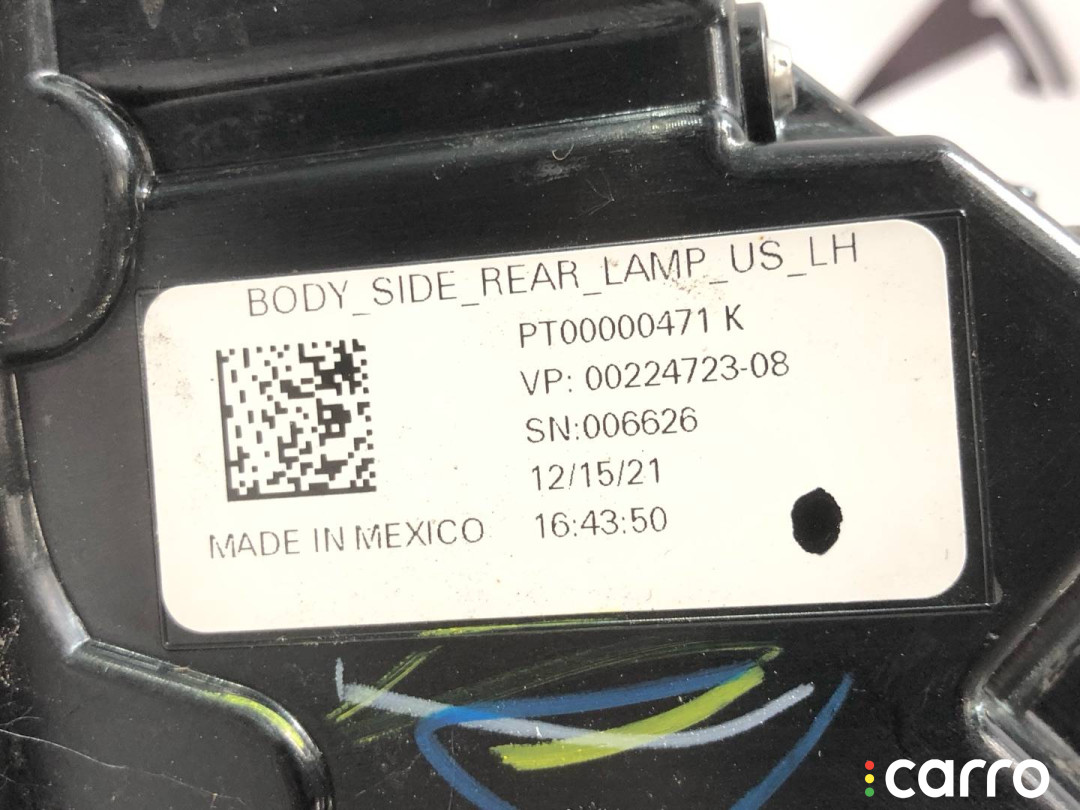 BODY_SIDE_REAR_LAMP_US_LH
PT00000471 K
VP: 00224723-08
SN:006626
12/15/21
MADE IN MEXICO
16:43:50
carro